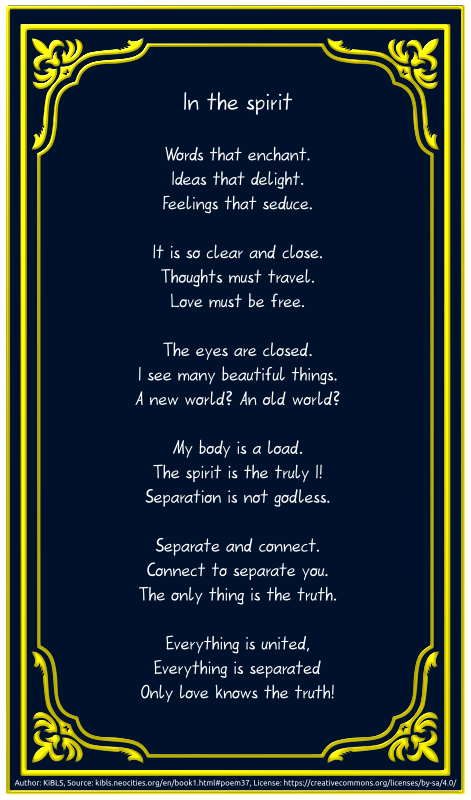 In the spirit
Words that enchant.
Ideas that delight.
Feelings that seduce.
It is so clear and close.
Thoughts must travel.
Love must be free.
The eyes are closed.
I see many beautiful things.
A new world? An old world?
My body is a load.
The spirit is the truly I!
Separation is not godless.
Separate and connect.
Connect to separate you.
The only thing is the truth.
Everything is united,
Everything is separated
Only love knows the truth!
Author: KiBLS, Source: kibls.neocities.org/en/book1.html#poem37, License: https://creativecommons.org/licenses/by-sa/4.0/